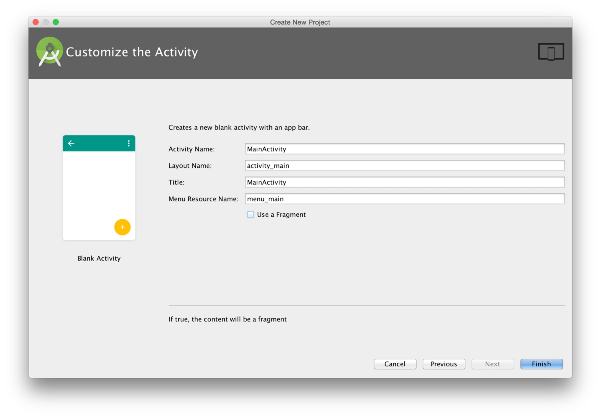 Create New Project
Customize the Activity
Creates a new blank activity with an app bar.
Activity Name: MainActivity
Layout Name: activity_main
Title: MainActivity
Menu Resource Name: menu_main
Use a Fragment
Blank Activity
If true, the content will be a fragment
Cancel Previous Next Finish